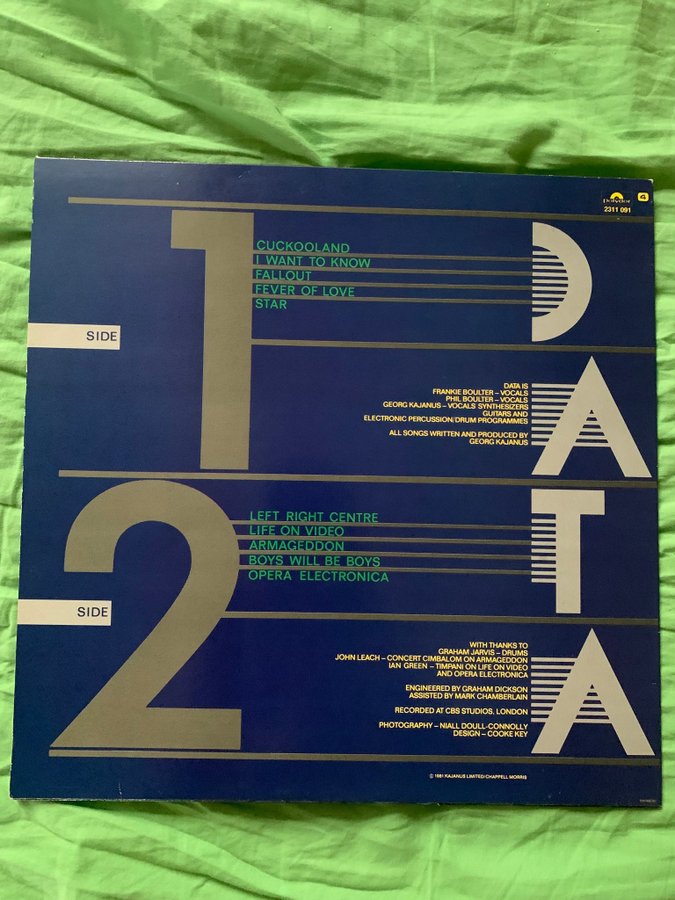 polydor
4
2311 091
1
SIDE
CUCKOOLAND
I WANT TO KNOW
FALLOUT
FEVER OF LOVE
STAR
DATA
DATA IS
FRANKIE BOULTER – VOCALS
PHIL BOULTER – VOCALS
GEORG KAJANUS – VOCALS SYNTHESIZERS
GUITARS AND
ELECTRONIC PERCUSSION/DRUM PROGRAMMES
ALL SONGS WRITTEN AND PRODUCED BY
GEORG KAJANUS
2
SIDE
LEFT RIGHT CENTRE
LIFE ON VIDEO
ARMAGEDDON
BOYS WILL BE BOYS
OPERA ELECTRONICA
WITH THANKS TO
GRAHAM JARVIS – DRUMS
JOHN LEACH – CONCERT CIMBALOM ON ARMAGEDDON
IAN GREEN – TIMPANI ON LIFE ON VIDEO
AND OPERA ELECTRONICA
ENGINEERED BY GRAHAM DICKSON
ASSISTED BY MARK CHAMBERLAIN
RECORDED AT CBS STUDIOS, LONDON
PHOTOGRAPHY – NIALL DOULL-CONNOLLY
DESIGN – COOKE KEY
© 1981 KAJANUS LIMITED/CHAPPELL MORRIS